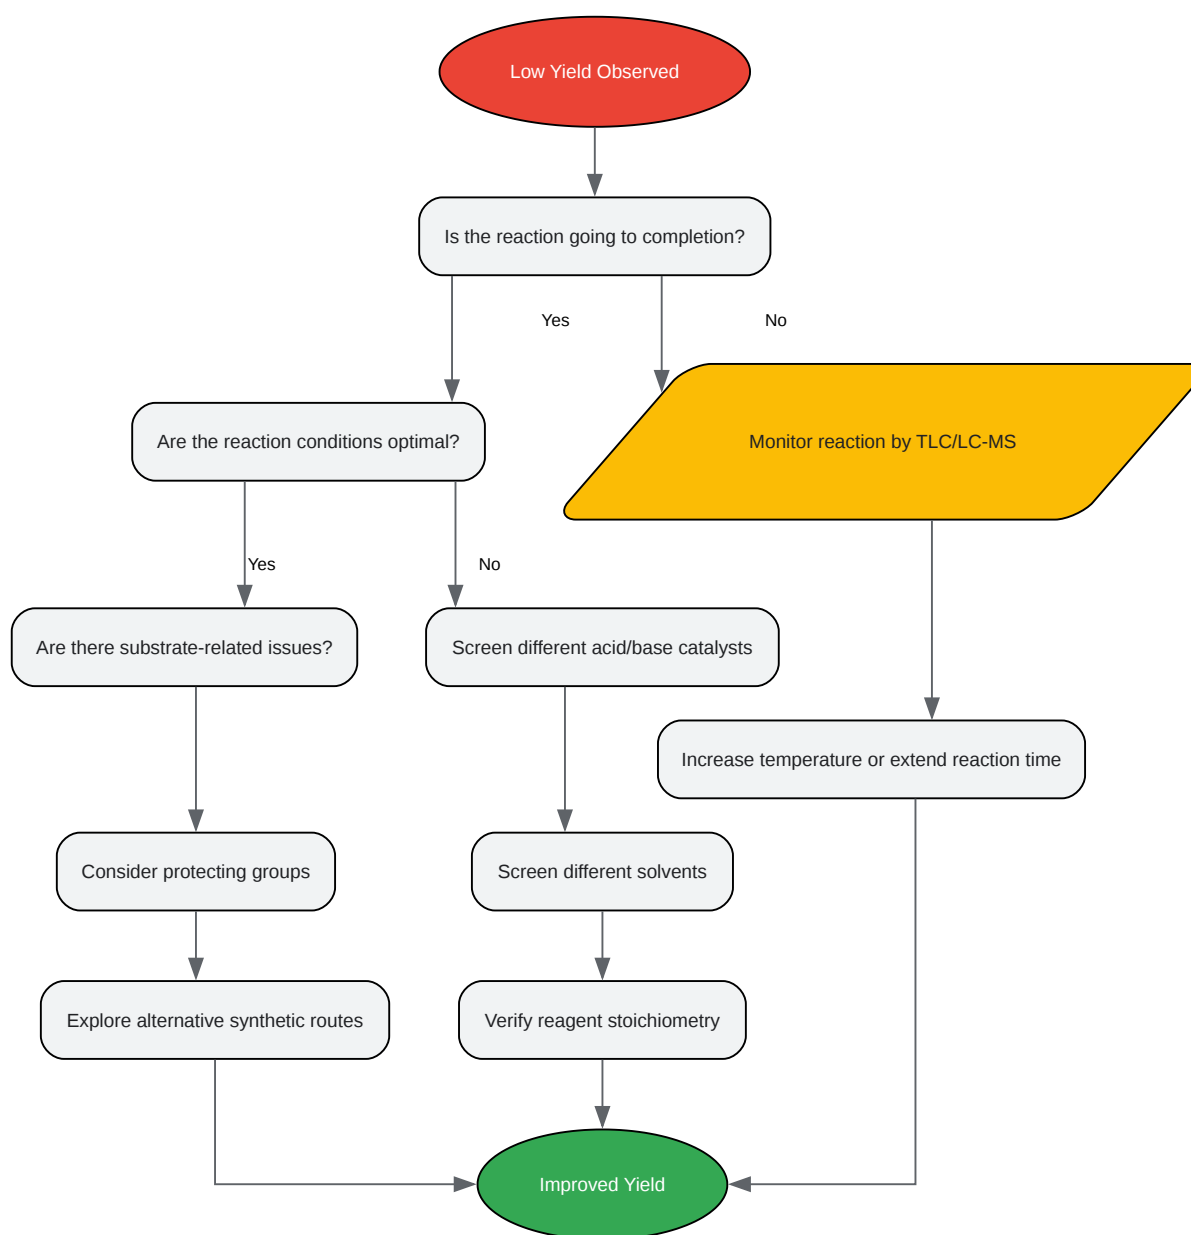 Low Yield Observed
Is the reaction going to completion?
Yes
No
Are the reaction conditions optimal?
Monitor reaction by TLC/LC-MS
Yes
No
Are there substrate-related issues?
Screen different acid/base catalysts
Increase temperature or extend reaction time
Consider protecting groups
Screen different solvents
Explore alternative synthetic routes
Verify reagent stoichiometry
Improved Yield